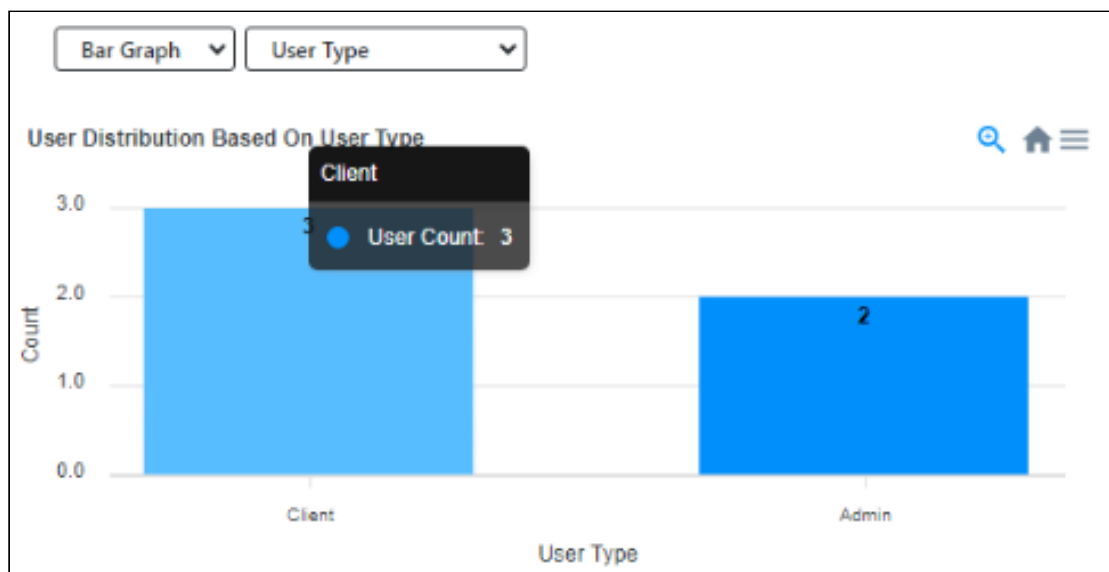 Bar Graph User Type
User Distribution Based On User Type
Client
User Count: 3
3.0
3
2.0
2
1.0
0.0
Count
Client Admin
User Type